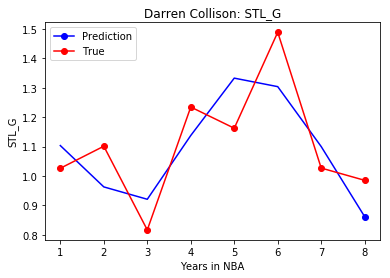 Darren Collison: STL_G
Prediction
True
1.5
1.4
1.3
1.2
1.1
1.0
0.9
0.8
STL_G
1 2 3 4 5 6 7 8
Years in NBA